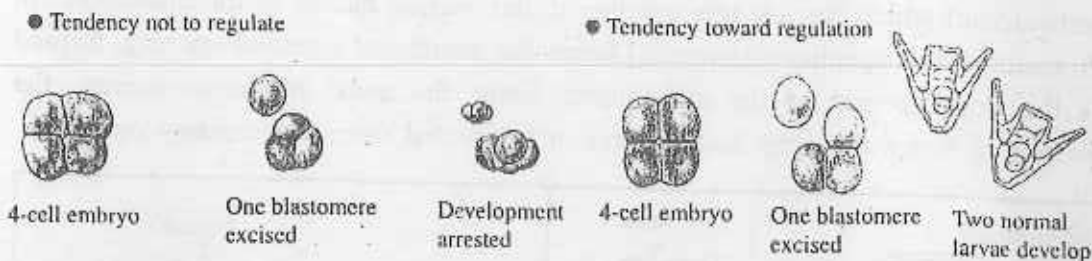 ● Tendency not to regulate
● Tendency toward regulation
4-cell embryo
One blastomere
excised
Development
arrested
4-cell embryo
One blastomere
excised
Two normal
larvae develop